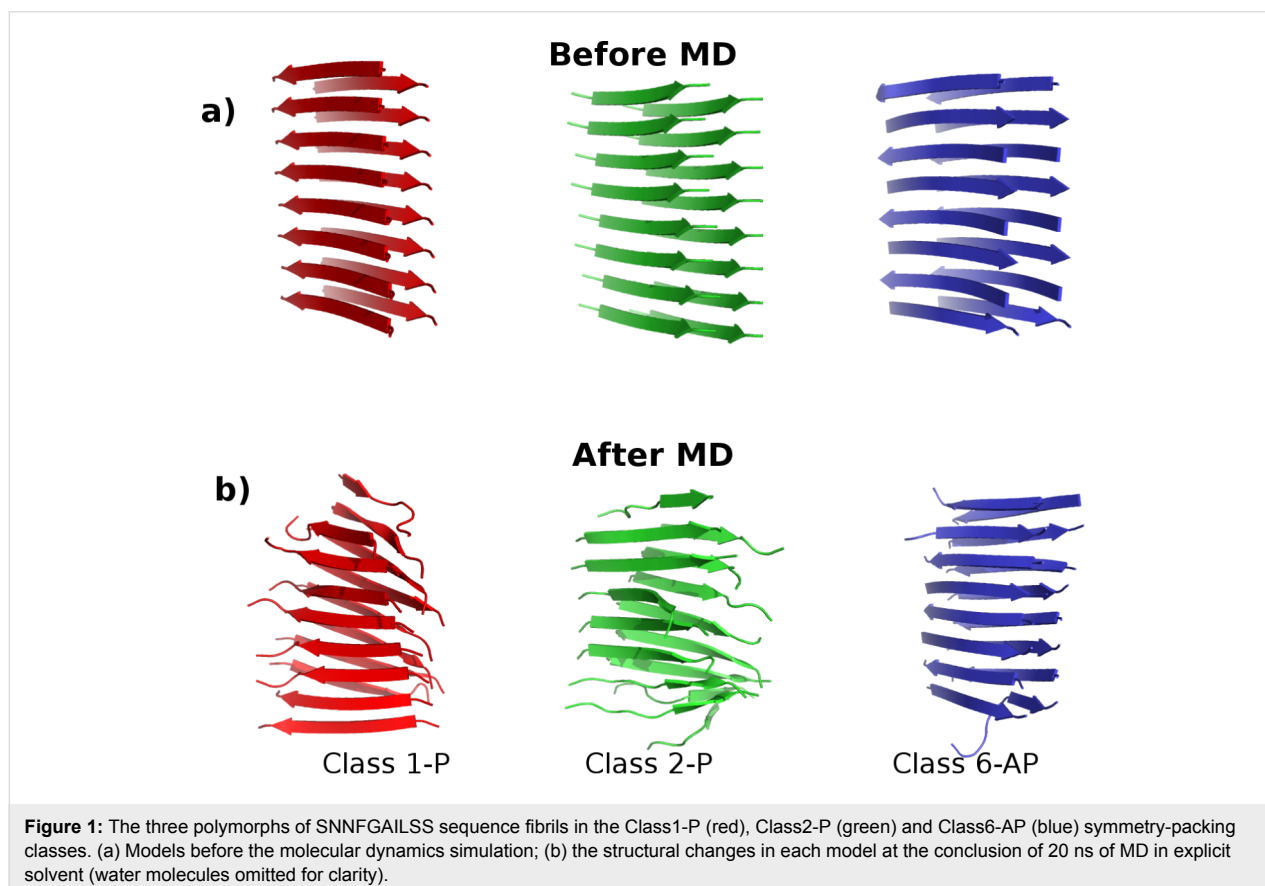 Before MD
a)
After MD
b)
Class 1-P
Class 2-P
Class 6-AP
Figure 1: The three polymorphs of SNNFGAILSS sequence fibrils in the Class1-P (red), Class2-P (green) and Class6-AP (blue) symmetry-packing
classes. (a) Models before the molecular dynamics simulation; (b) the structural changes in each model at the conclusion of 20 ns of MD in explicit
solvent (water molecules omitted for clarity).